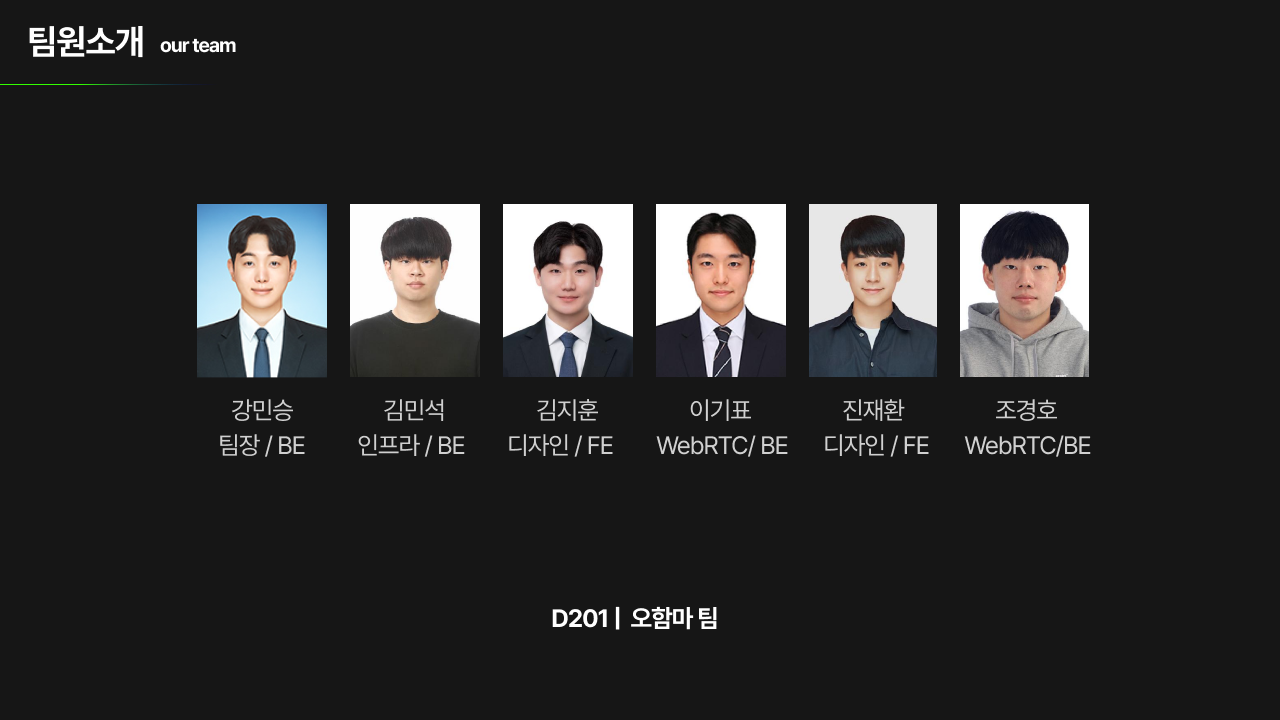 팀원소개 our team
강민승
팀장 / BE
김민석
인프라 / BE
김지훈
디자인 / FE
이기표
WebRTC/ BE
진재환
디자인 / FE
조경호
WebRTC/BE
D201 | 오함마 팀